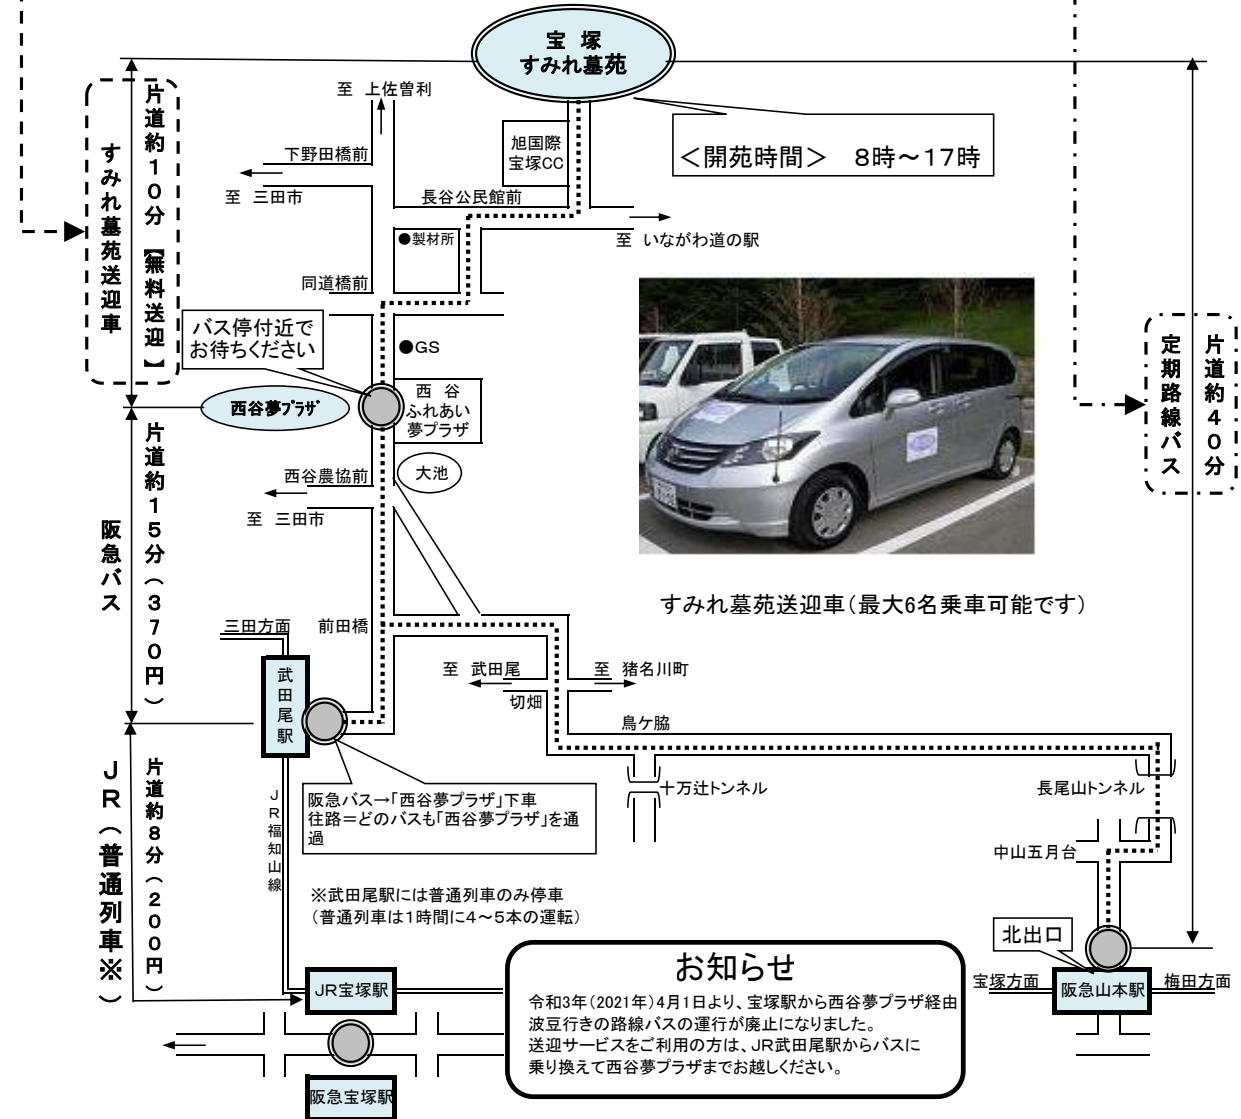 宝 塚
すみれ墓苑
至 上佐曽利
片道約10分 【無料送迎】
すみれ墓苑送迎車
旭国際
宝塚CC
<開苑時間> 8時~17時
下野田橋前
至 三田市
長谷公民館前
至 いながわ道の駅
●製材所
同道橋前
バス停付近で
お待ちください
●GS
片道約40分
定期路線バス
西谷夢プラザ
西 谷
ふれあい
夢プラザ
片道約15分(370円)
阪急バス
西谷農協前
大池
至 三田市
すみれ墓苑送迎車(最大6名乗車可能です)
三田方面
前田橋
武田尾駅
至 武田尾
至 猪名川町
切畑
鳥ケ脇
片道約8分(200円)
JR(普通列車※)
JR福知山線
阪急バス→「西谷夢プラザ」下車
往路=どのバスも「西谷夢プラザ」を通
過
十万辻トンネル
長尾山トンネル
中山五月台
※武田尾駅には普通列車のみ停車
(普通列車は1時間に4~5本の運転)
北出口
宝塚方面
阪急山本駅
梅田方面
JR宝塚駅
お知らせ
令和3年(2021年)4月1日より、宝塚駅から西谷夢プラザ経由
波豆行きの路線バスの運行が廃止になりました。
送迎サービスをご利用の方は、JR武田尾駅からバスに
乗り換えて西谷夢プラザまでお越しください。
阪急宝塚駅